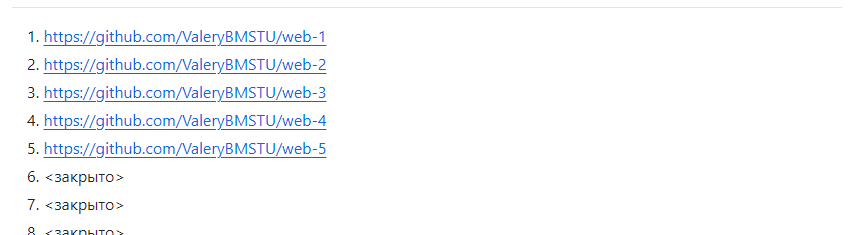 1. https://github.com/ValeryBMSTU/web-1
2. https://github.com/ValeryBMSTU/web-2
3. https://github.com/ValeryBMSTU/web-3
4. https://github.com/ValeryBMSTU/web-4
5. https://github.com/ValeryBMSTU/web-5
6. <закрыто>
7. <закрыто>
8. <закрыто>